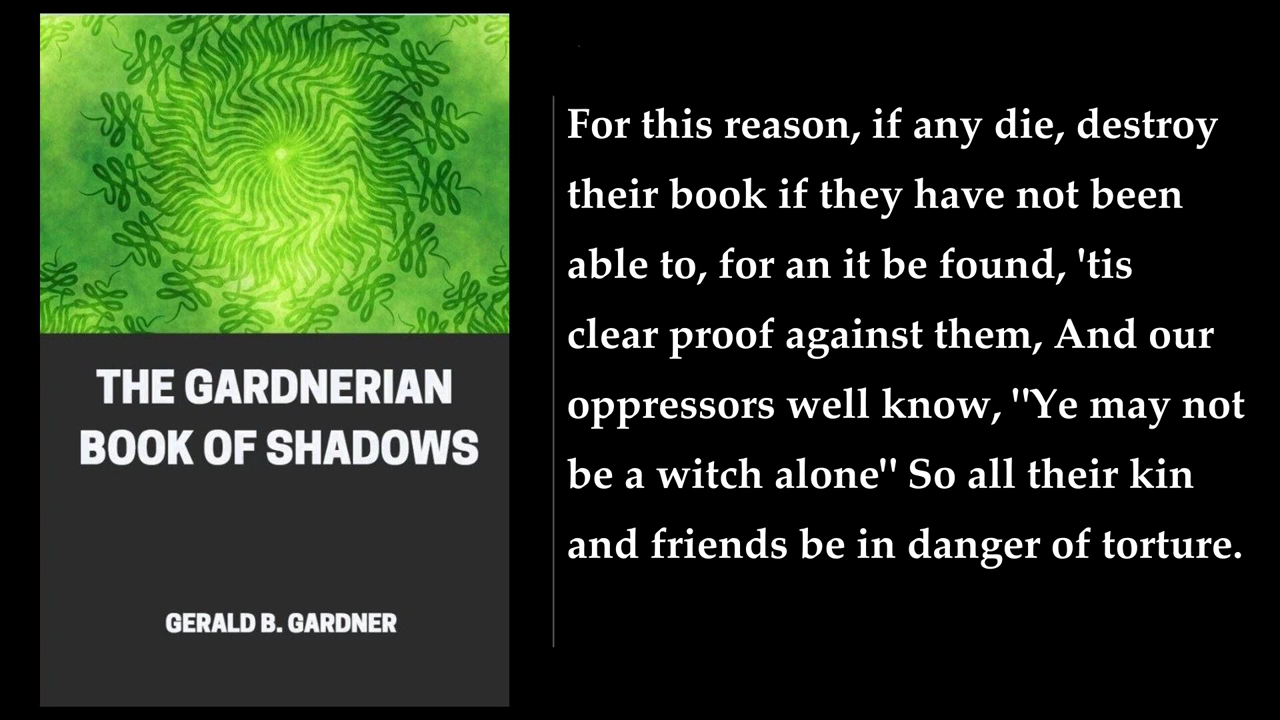 THE GARDNERIAN
BOOK OF SHADOWS
GERALD B. GARDNER
For this reason, if any die, destroy
their book if they have not been
able to, for an it be found, 'tis
clear proof against them, And our
oppressors well know, "Ye may not
be a witch alone" So all their kin
and friends be in danger of torture.